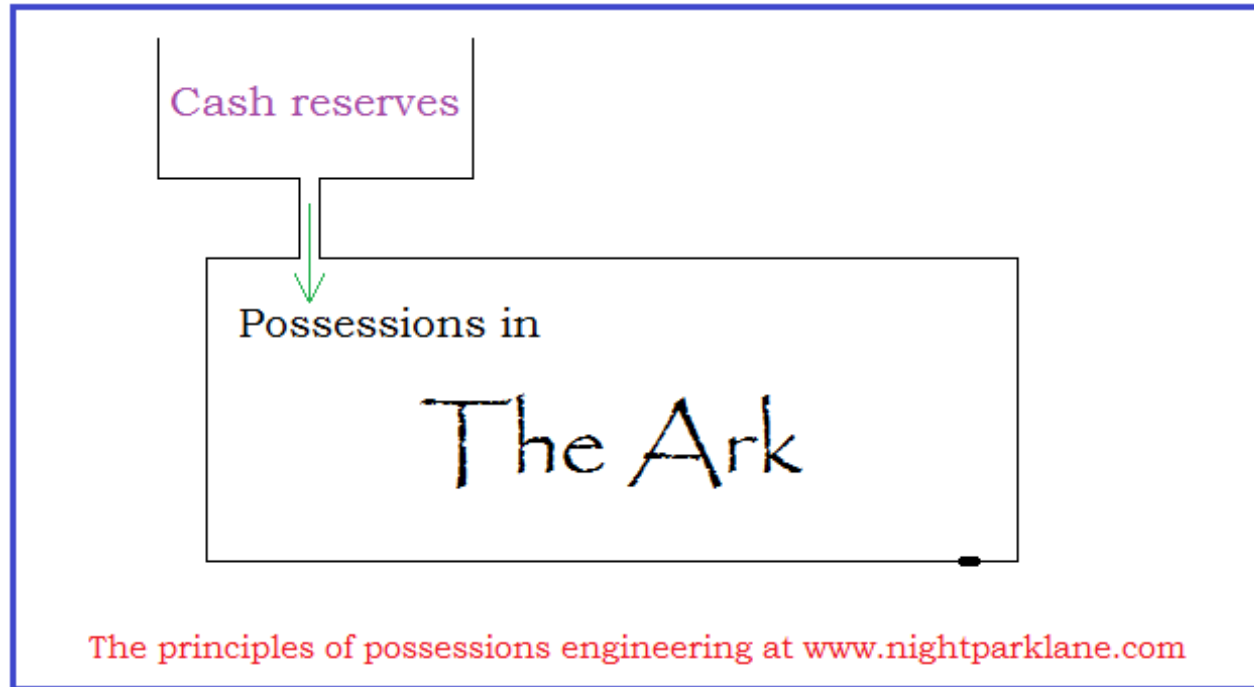 Cash reserves
Possessions in
The Ark
The principles of possessions engineering at www.nightparklane.com